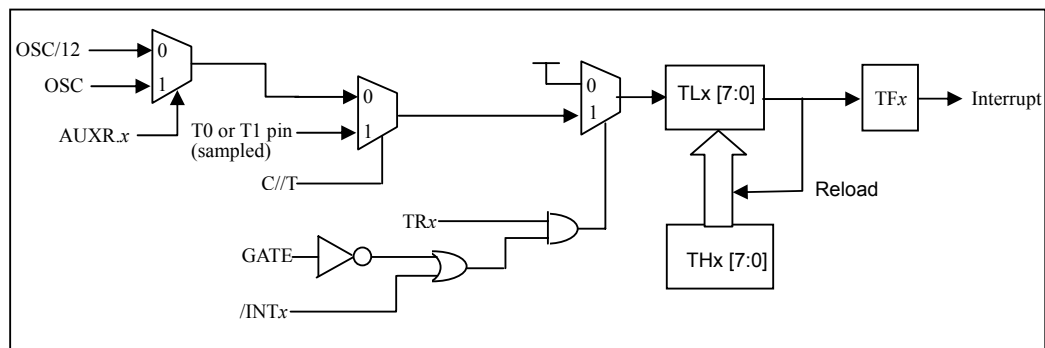 OSC/12
0
OSC
1
AUXR.x
0
T0 or T1 pin
1
(sampled)
C//T
0
1
TLx [7:0]
TFx
Interrupt
Reload
TRx
GATE
THx [7:0]
/INTx